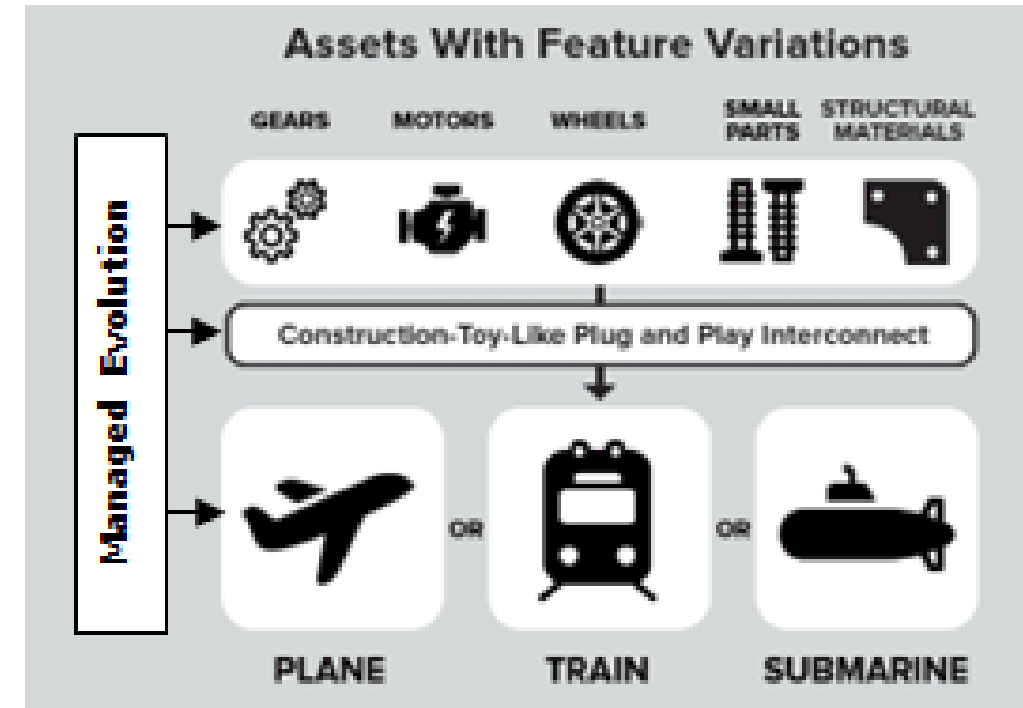 Assets With Feature Variations
GEARS
MOTORS
WHEELS
SMALL
PARTS
STRUCTURAL
MATERIALS
Managed Evolution
Construction-Toy-Like Plug and Play Interconnect
OR
OR
PLANE
TRAIN
SUBMARINE